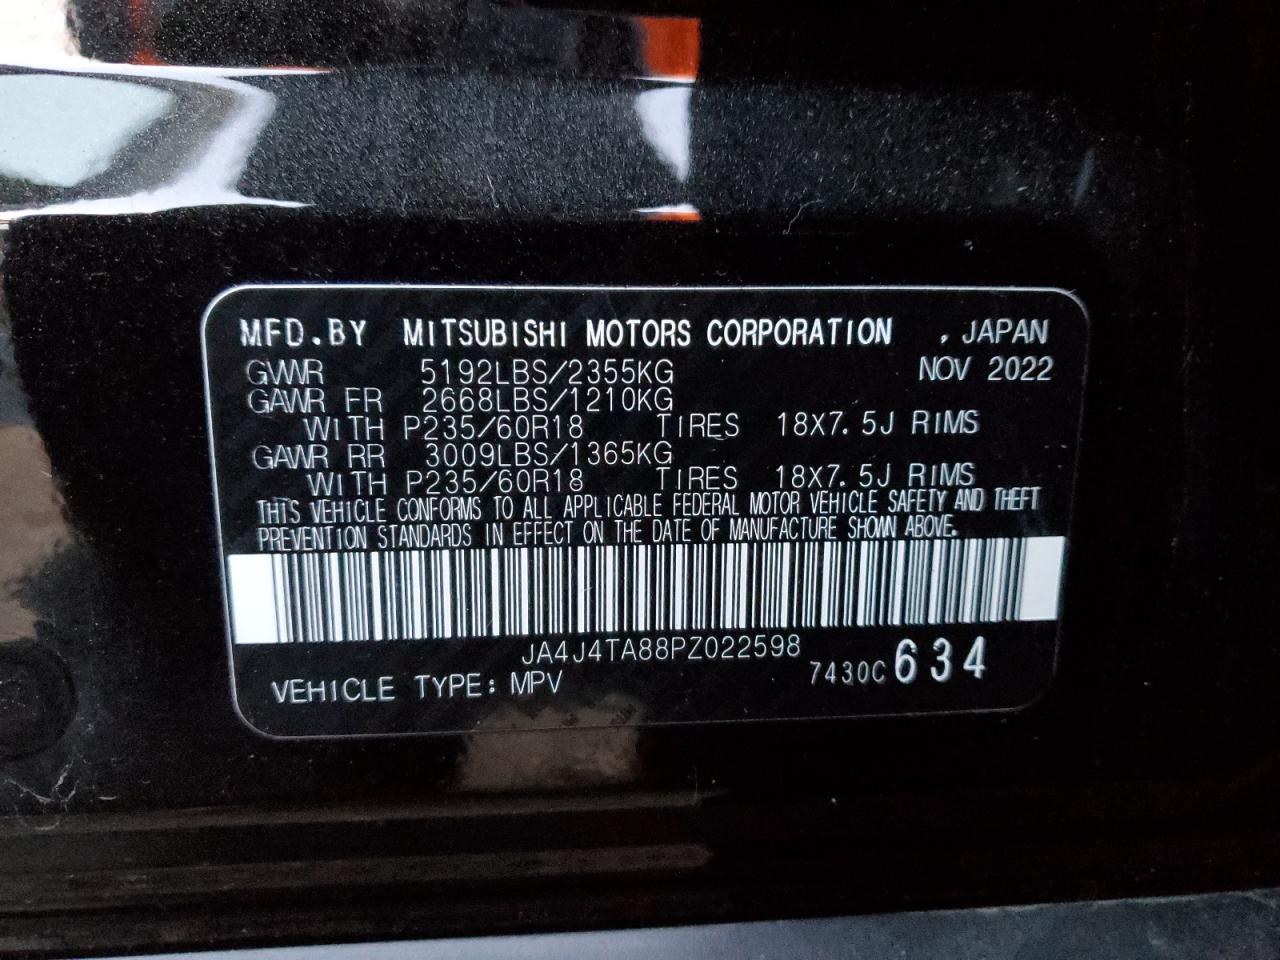 MFD.BY MITSUBISHI MOTORS CORPORATION , JAPAN
GVWR 5192LBS/2355KG NOV 2022
GAWR FR 2668LBS/1210KG
WITH P235/60R18 TIRES 18X7.5J RIMS
GAWR RR 3009LBS/1365KG
WITH P235/60R18 TIRES 18X7.5J RIMS
THIS VEHICLE CONFORMS TO ALL APPLICABLE FEDERAL MOTOR VEHICLE SAFETY AND THEFT
PREVENTION STANDARDS IN EFFECT ON THE DATE OF MANUFACTURE SHOWN ABOVE.
JA4J4TA88PZ022598
VEHICLE TYPE: MPV 7430C 634